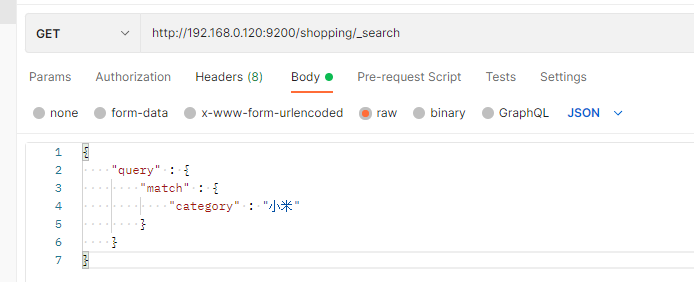 GET http://192.168.0.120:9200/shopping/_search
Params Authorization Headers (8) Body Pre-request Script Tests Settings
none form-data x-www-form-urlencoded raw binary GraphQL JSON
1 {
2 "query" : {
3 "match" : {
4 "category" : "小米"
5 }
6 }
7 }